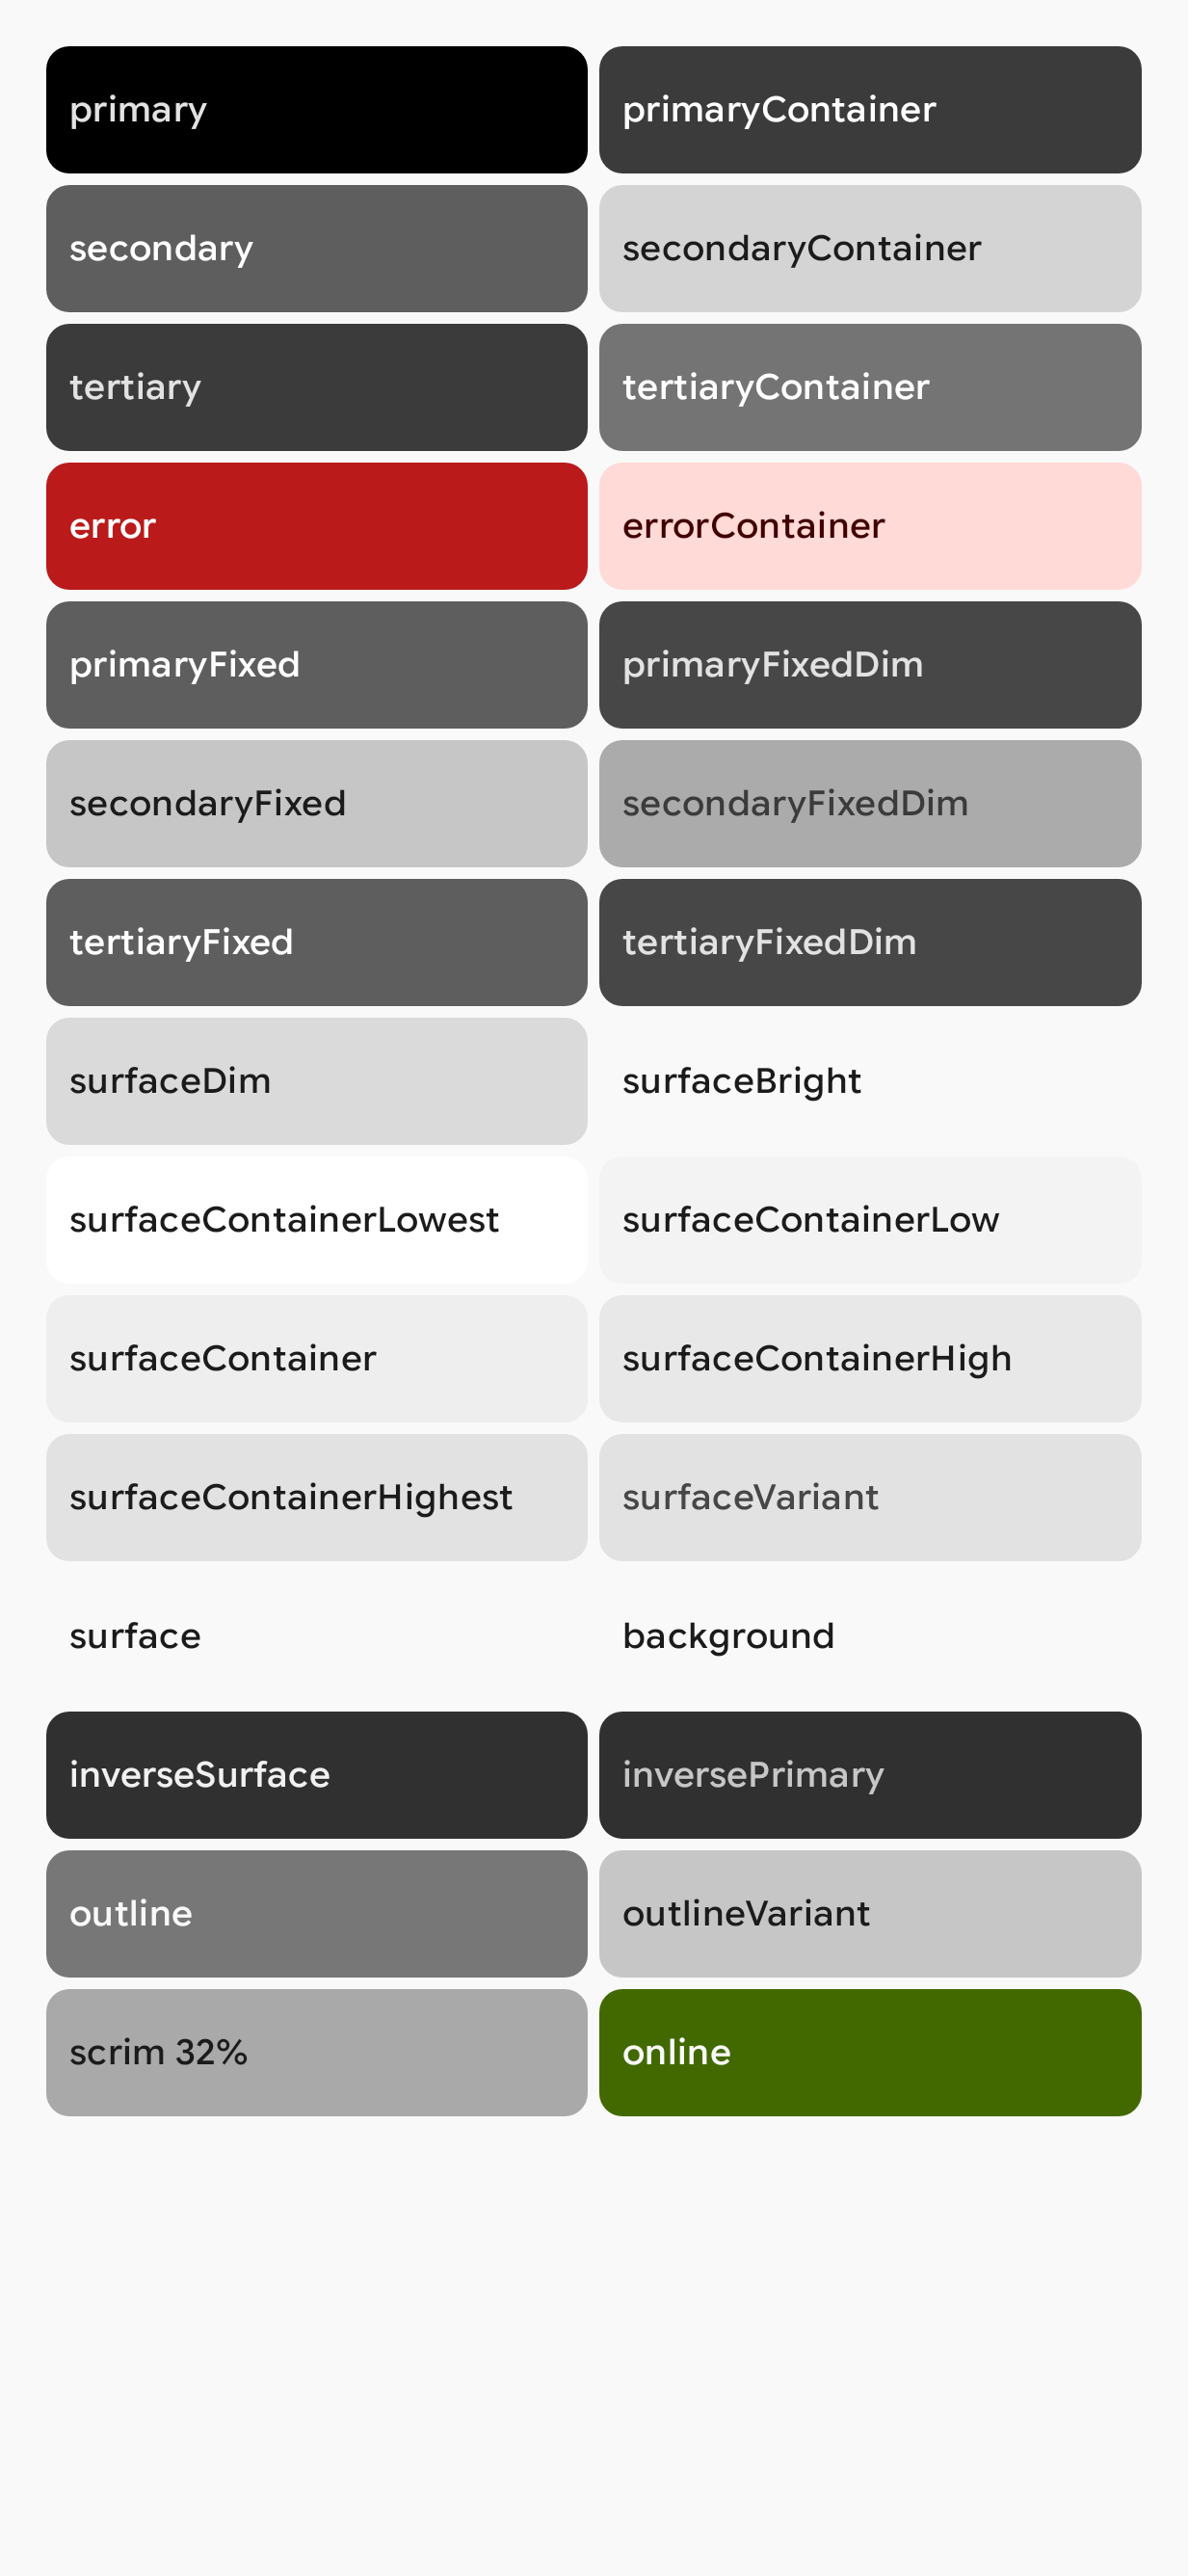 primary
primaryContainer
secondary
secondaryContainer
tertiary
tertiaryContainer
error
errorContainer
primaryFixed
primaryFixedDim
secondaryFixed
secondaryFixedDim
tertiaryFixed
tertiaryFixedDim
surfaceDim
surfaceBright
surfaceContainerLowest
surfaceContainerLow
surfaceContainer
surfaceContainerHigh
surfaceContainerHighest
surfaceVariant
surface
background
inverseSurface
inversePrimary
outline
outlineVariant
scrim 32%
online